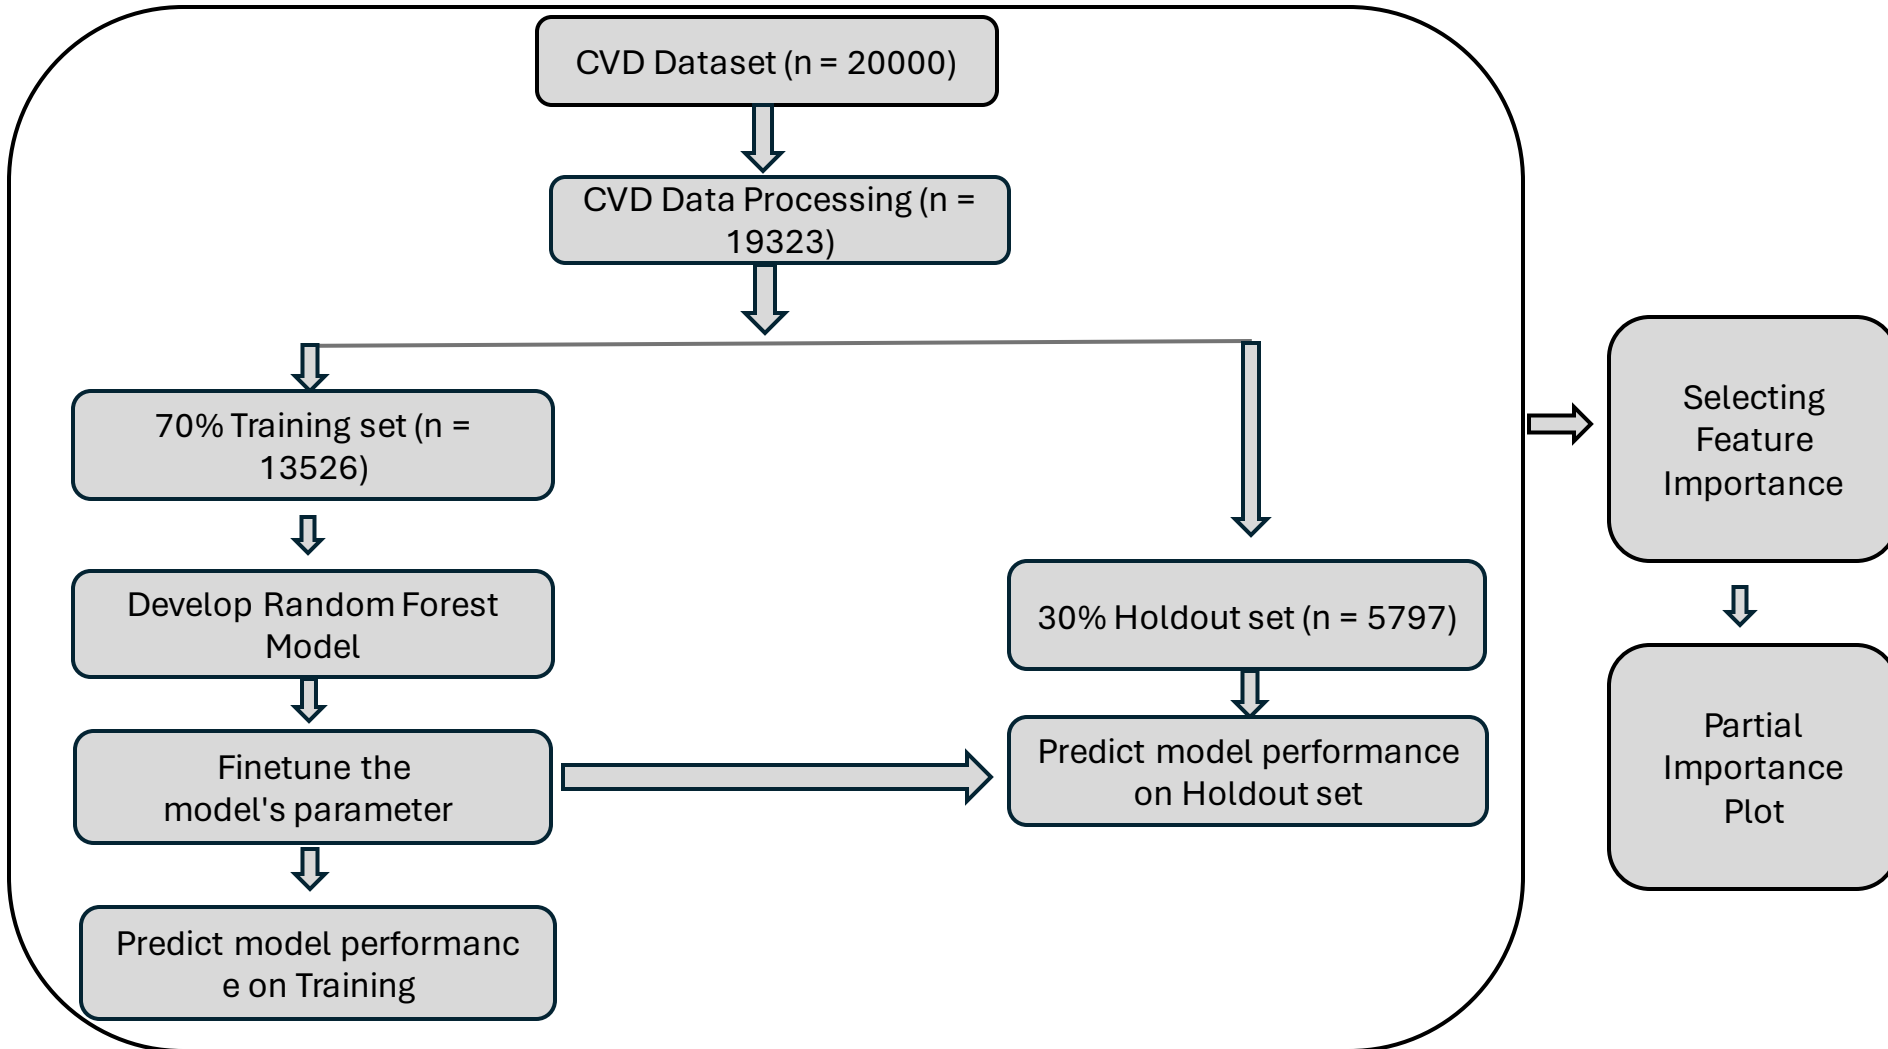 CVD Dataset (n = 20000)
CVD Data Processing (n =
19323)
70% Training set (n =
13526)
Develop Random Forest
Model
Finetune the
model's parameter
Predict model performanc
e on Training
30% Holdout set (n = 5797)
Predict model performance
on Holdout set
Selecting
Feature
Importance
Partial
Importance
Plot